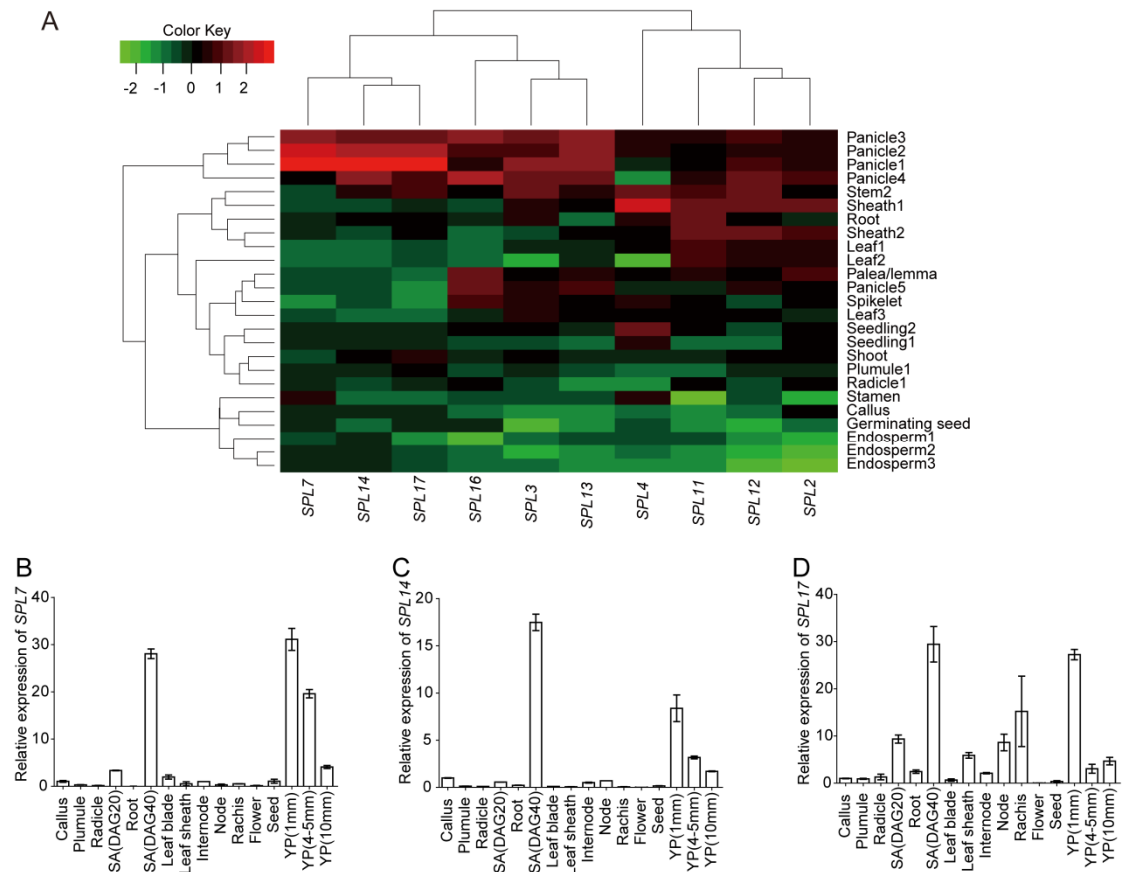 A
Color Key
-2 -1 0 1 2
Panicle3
Panicle2
Panicle1
Panicle4
Stem2
Sheath1
Root
Sheath2
Leaf1
Leaf2
Palea/lemma
Panicle5
Spikelet
Leaf3
Seedling2
Seedling1
Shoot
Plumule1
Radicle1
Stamen
Callus
Germinating seed
Endosperm1
Endosperm2
Endosperm3
SPL7 SPL14 SPL17 SPL16 SPL3 SPL13 SPL4 SPL11 SPL12 SPL2
B
Relative expression of SPL7
40
30
20
10
0
Callus
Plumule
Radicle
SA(DAG20)
Root
SA(DAG40)
Leaf blade
Leaf sheath
Internode
Node
Rachis
Flower
Seed
YP(1mm)
YP(4-5mm)
YP(10mm)
C
Relative expression of SPL14
20
15
10
5
0
Callus
Plumule
Radicle
SA(DAG20)
Root
SA(DAG40)
Leaf blade
Leaf sheath
Internode
Node
Rachis
Flower
Seed
YP(1mm)
YP(4-5mm)
YP(10mm)
D
Relative expression of SPL17
40
30
20
10
0
Callus
Plumule
Radicle
SA(DAG20)
Root
SA(DAG40)
Leaf blade
Leaf sheath
Internode
Node
Rachis
Flower
Seed
YP(1mm)
YP(4-5mm)
YP(10mm)